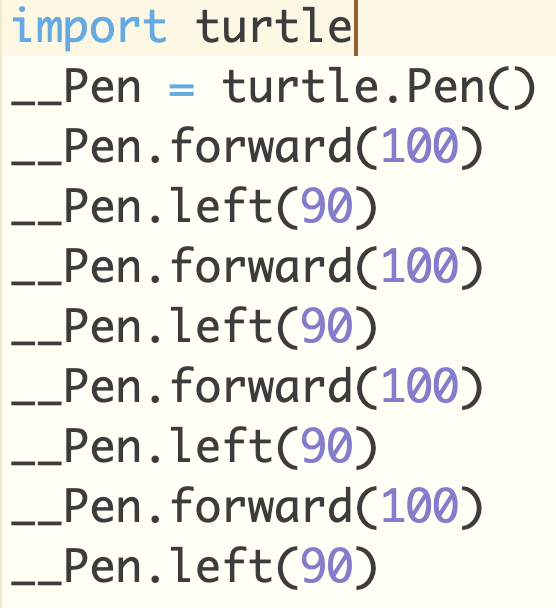 import turtle
__Pen = turtle.Pen()
__Pen.forward(100)
__Pen.left(90)
__Pen.forward(100)
__Pen.left(90)
__Pen.forward(100)
__Pen.left(90)
__Pen.forward(100)
__Pen.left(90)